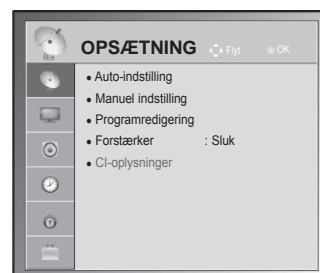 OPSÆTNING Flyt OK
• Auto-indstilling
• Manuel indstilling
• Programredigering
• Forstærker : Sluk
• CI-oplysninger